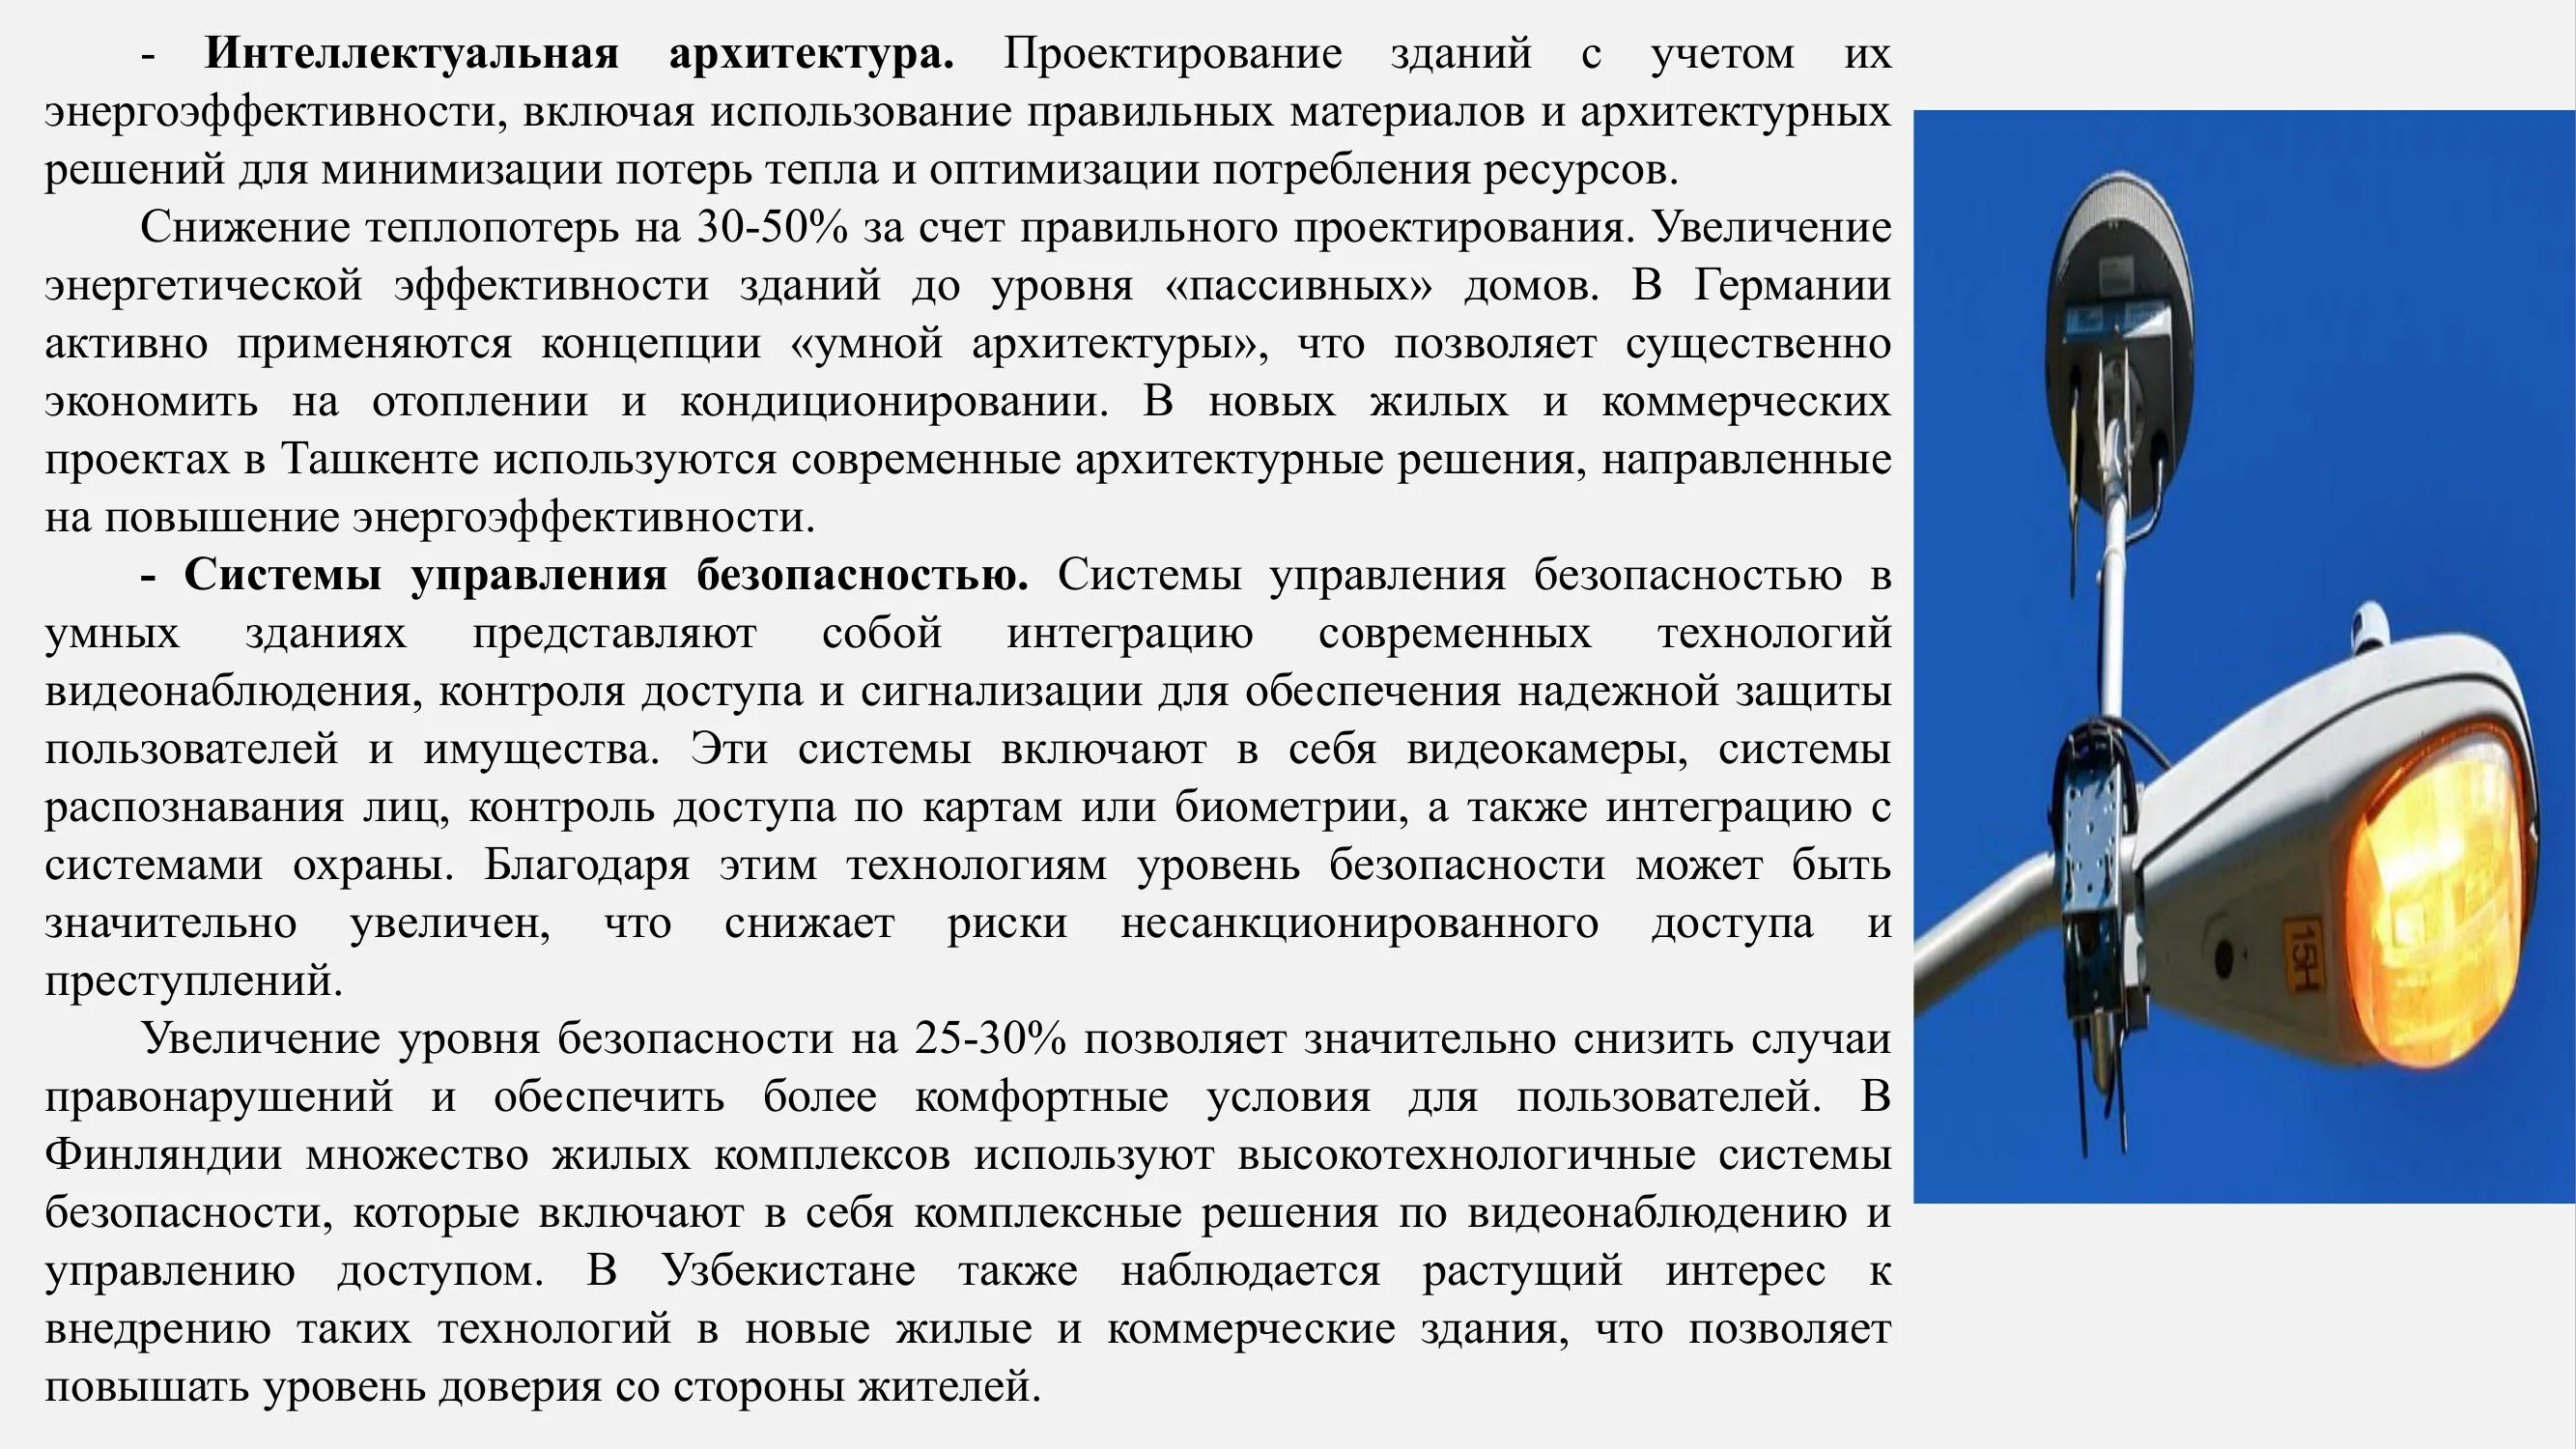 - Интеллектуальная архитектура. Проектирование зданий с учетом их
энергоэффективности, включая использование правильных материалов и архитектурных
решений для минимизации потерь тепла и оптимизации потребления ресурсов.
Снижение теплопотерь на 30-50% за счет правильного проектирования. Увеличение
энергетической эффективности зданий до уровня «пассивных» домов. В Германии
активно применяются концепции «умной архитектуры», что позволяет существенно
экономить на отоплении и кондиционировании. В новых жилых и коммерческих
проектах в Ташкенте используются современные архитектурные решения, направленные
на повышение энергоэффективности.
- Системы управления безопасностью. Системы управления безопасностью в
умных зданиях представляют собой интеграцию современных технологий
видеонаблюдения, контроля доступа и сигнализации для обеспечения надежной защиты
пользователей и имущества. Эти системы включают в себя видеокамеры, системы
распознавания лиц, контроль доступа по картам или биометрии, а также интеграцию с
системами охраны. Благодаря этим технологиям уровень безопасности может быть
значительно увеличен, что снижает риски несанкционированного доступа и
преступлений.
Увеличение уровня безопасности на 25-30% позволяет значительно снизить случаи
правонарушений и обеспечить более комфортные условия для пользователей. В
Финляндии множество жилых комплексов используют высокотехнологичные системы
безопасности, которые включают в себя комплексные решения по видеонаблюдению и
управлению доступом. В Узбекистане также наблюдается растущий интерес к
внедрению таких технологий в новые жилые и коммерческие здания, что позволяет
повышать уровень доверия со стороны жителей.